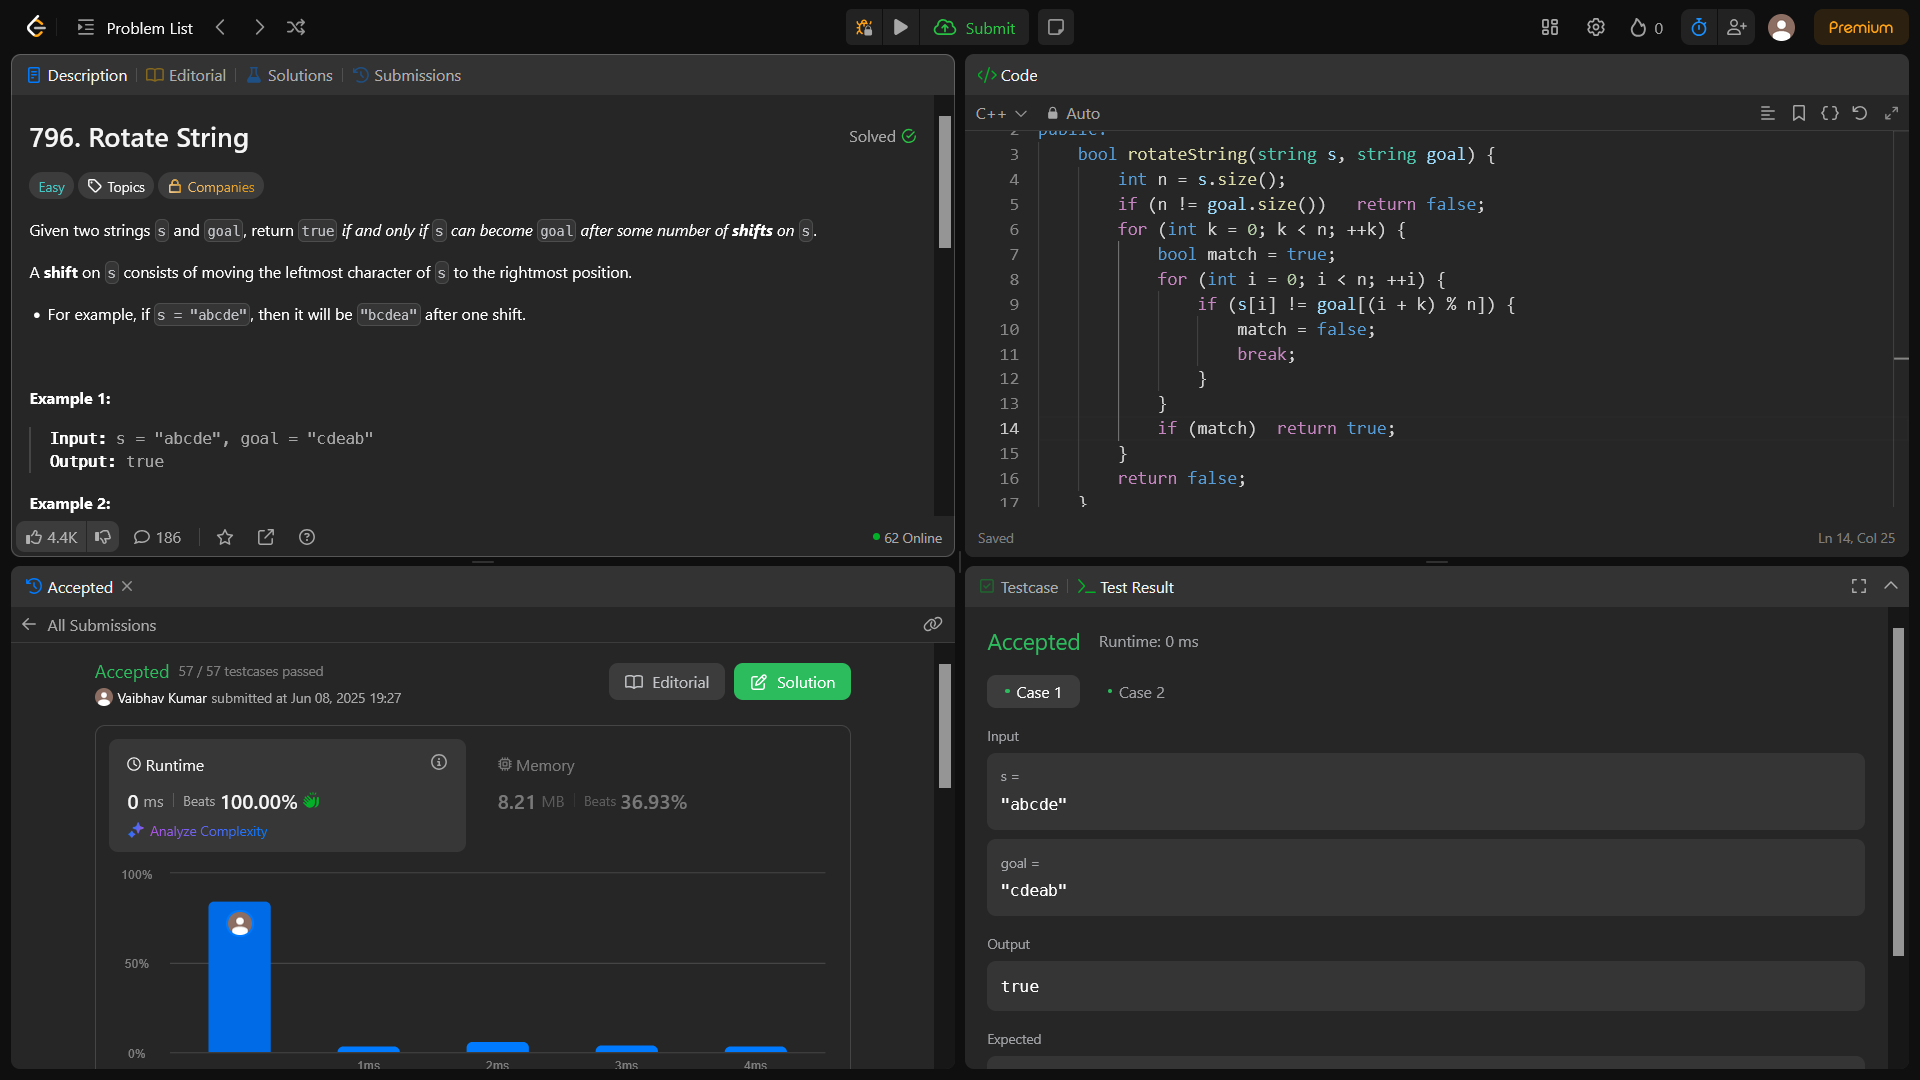 Problem List
Submit
0
Premium
Description
Editorial
Solutions
Submissions
796. Rotate String
Solved
Easy
Topics
Companies
Given two strings s and goal, return true if and only if s can become goal after some number of shifts on s.
A shift on s consists of moving the leftmost character of s to the rightmost position.
• For example, if s = "abcde", then it will be "bcdea" after one shift.
Example 1:
Input: s = "abcde", goal = "cdeab"
Output: true
Example 2:
4.4K
186
62 Online
Code
C++
Auto
2 public:
3 bool rotateString(string s, string goal) {
4 int n = s.size();
5 if (n != goal.size())   return false;
6 for (int k = 0; k < n; ++k) {
7 bool match = true;
8 for (int i = 0; i < n; ++i) {
9 if (s[i] != goal[(i + k) % n]) {
10 match = false;
11 break;
12 }
13 }
14 if (match)  return true;
15 }
16 return false;
17 }
Saved
Ln 14, Col 25
Accepted
All Submissions
Accepted 57 / 57 testcases passed
Vaibhav Kumar submitted at Jun 08, 2025 19:27
Editorial
Solution
Runtime
0 ms Beats 100.00%
Analyze Complexity
Memory
8.21 MB Beats 36.93%
100%
50%
0%
1ms
2ms
3ms
4ms
Testcase
Test Result
Accepted Runtime: 0 ms
• Case 1
• Case 2
Input
s =
"abcde"
goal =
"cdeab"
Output
true
Expected